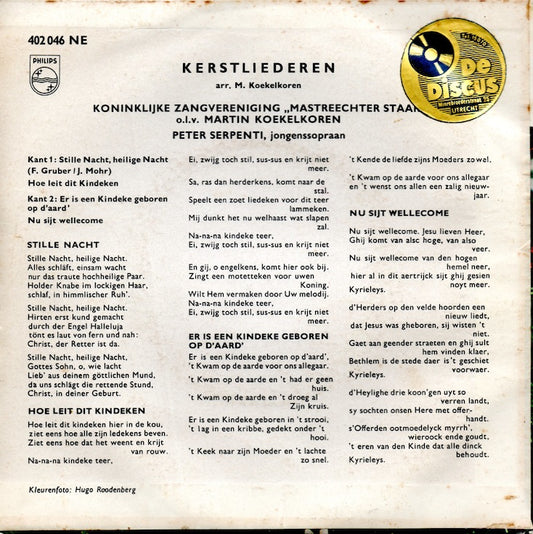 402 046 NE
PHILIPS
KERSTLIEDEREN
arr. M. Koekelkoren
KONINKLIJKE ZANGVERENIGING „MASTREECHTER STAAR
o.l.v. MARTIN KOEKELKOREN
PETER SERPENTI, jongenssopraan
De
DISCUS
UTRECHT
Kant 1: Stille Nacht, heilige Nacht
(F. Gruber / J. Mohr)
Hoe leit dit Kindeken
Kant 2: Er is een Kindeke geboren
op d'aard'
Nu sijt wellecome
STILLE NACHT
Stille Nacht, heilige Nacht.
Alles schläft, einsam wacht
nur das traute hochheilige Paar.
Holder Knabe im lockigen Haar,
schlaf, in himmlischer Ruh'.
Stille Nacht, heilige Nacht.
Hirten erst kund gemacht
durch der Engel Halleluja
tönt es laut von fern und nah:
Christ, der Retter ist da.
Stille Nacht, heilige Nacht,
Gottes Sohn, o, wie lacht
Lieb' aus deinem göttlichen Mund,
da uns schlägt die rettende Stund,
Christ, in deiner Geburt.
HOE LEIT DIT KINDEKEN
Hoe leit dit kindeken hier in de kou,
ziet eens hoe alle zijn ledekens beven.
Ziet eens hoe dat het weent en krijt
van rouw.
Na-na-na kindeke teer,
Ei, zwijg toch stil, sus-sus en krijt niet
meer.
Sa, ras dan herderkens, komt naar de
stal.
Speelt een zoet liedeken voor dit teer
lammeken.
Mij dunkt het nu welhaast wat slapen
zal.
Na-na-na kindeke teer,
Ei, zwijg toch stil, sus-sus en krijt niet
meer.
En gij, o engelkens, komt hier ook bij.
Zingt een motetteken voor uwen
Koning.
Wilt Hem vermaken door Uw melodij.
Na-na-na kindeke teer,
Ei, zwijg toch stil, sus-sus en krijt niet
meer.
ER IS EEN KINDEKE GEBOREN
OP D'AARD'
Er is een Kindeke geboren op d'aard',
't Kwam op de aarde voor ons allegaar.
't Kwam op de aarde en 't had er geen
huis.
't Kwam op de aarde en 't droeg al
Zijn kruis.
Er is een Kindeke geboren in 't strooi,
't lag in een kribbe, gedekt onder 't
hooi.
't Keek naar zijn Moeder en 't lachte
zo snel.
't Kende de liefde zijns Moeders zo wel.
't Kwam op de aarde voor ons allegaar
en 't wenst ons allen een zalig nieuw-
jaar.
NU SIJT WELLECOME
Nu sijt wellecome. Jesu lieven Heer,
Ghij komt van alsc hoge, van also
veer.
Nu sijt wellecome van den hogen
hemel neer,
hier al in dit aertrijck sijt ghij gesien
noyt meer.
Kyrieleys.
d'Herders op den velde hoorden een
nieuw liedt,
dat Jesus was gheboren, sij wisten 't
niet.
Gaet aan geender straeten en ghij sult
hem vinden klaer,
Bethlem is de stede daer is 't geschiet
voorwaer.
Kyrieleys.
d'Heylighe drie koon'gen uyt so
verren landt,
sy sochten onsen Here met offer-
handt.
s'Offerden ootmoedelyck myrrh',
wieroock ende goudt,
't eren van den Kinde dat alle dinck
behoudt.
Kyrieleys.
Kleurenfoto: Hugo Roodenberg